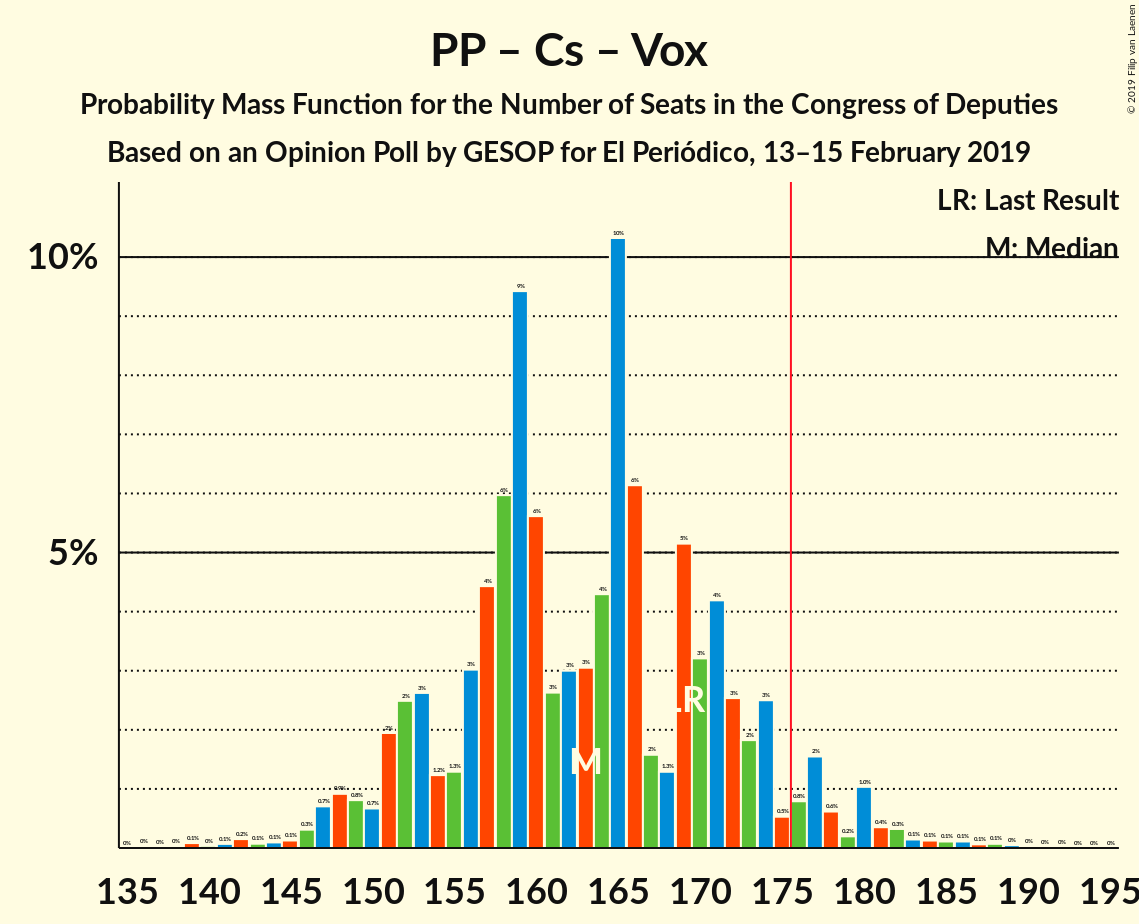 PP – Cs – Vox
Probability Mass Function for the Number of Seats in the Congress of Deputies
Based on an Opinion Poll by GESOP for El Periódico, 13–15 February 2019
© 2019 Filip van Laenen
LR: Last Result
M: Median
10%
5%
0% 0% 0% 0% 0.1% 0% 0.1% 0.2% 0.1% 0.1% 0.1% 0.3% 0.7% 0.9% 0.8% 0.7% 2% 2% 3% 1.2% 1.3% 3% 4% 6% 9% 6% 3% 3% 3% 4% 10% 6% 2% 1.3% 5% 3% 4% 3% 2% 3% 0.5% 0.8% 2% 0.6% 0.2% 1.0% 0.4% 0.3% 0.1% 0.1% 0.1% 0.1% 0.1% 0.1% 0% 0% 0% 0% 0% 0% 0%
LR
M
135 140 145 150 155 160 165 170 175 180 185 190 195